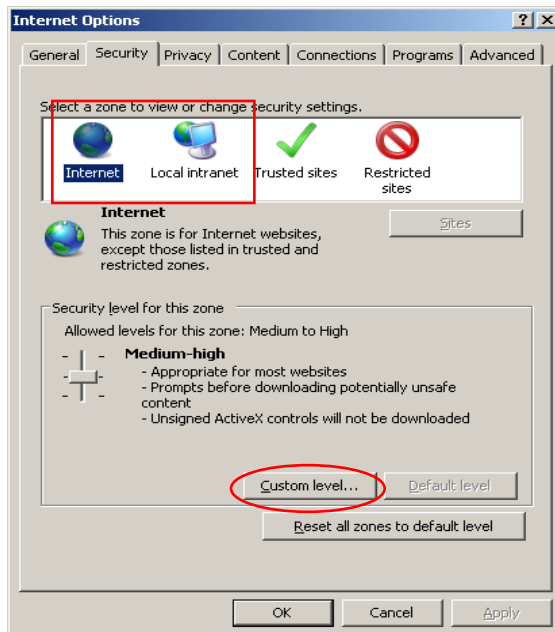 Internet Options
General Security Privacy Content Connections Programs Advanced
Select a zone to view or change security settings.
Internet Local intranet Trusted sites Restricted
sites
Internet
This zone is for Internet websites,
except those listed in trusted and
restricted zones.
Sites
Security level for this zone
Allowed levels for this zone: Medium to High
Medium-high
- Appropriate for most websites
- Prompts before downloading potentially unsafe
content
- Unsigned ActiveX controls will not be downloaded
Custom level... Default level
Reset all zones to default level
OK Cancel Apply